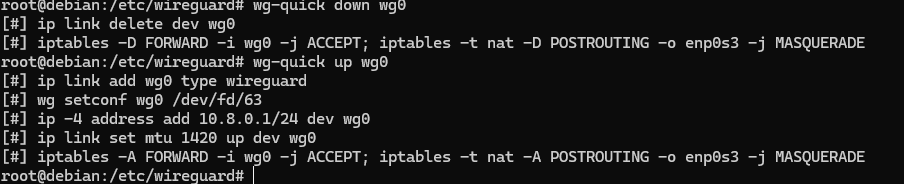 root@debian:/etc/wireguard# wg-quick down wg0
[#] ip link delete dev wg0
[#] iptables -D FORWARD -i wg0 -j ACCEPT; iptables -t nat -D POSTROUTING -o enp0s3 -j MASQUERADE
root@debian:/etc/wireguard# wg-quick up wg0
[#] ip link add wg0 type wireguard
[#] wg setconf wg0 /dev/fd/63
[#] ip -4 address add 10.8.0.1/24 dev wg0
[#] ip link set mtu 1420 up dev wg0
[#] iptables -A FORWARD -i wg0 -j ACCEPT; iptables -t nat -A POSTROUTING -o enp0s3 -j MASQUERADE
root@debian:/etc/wireguard#